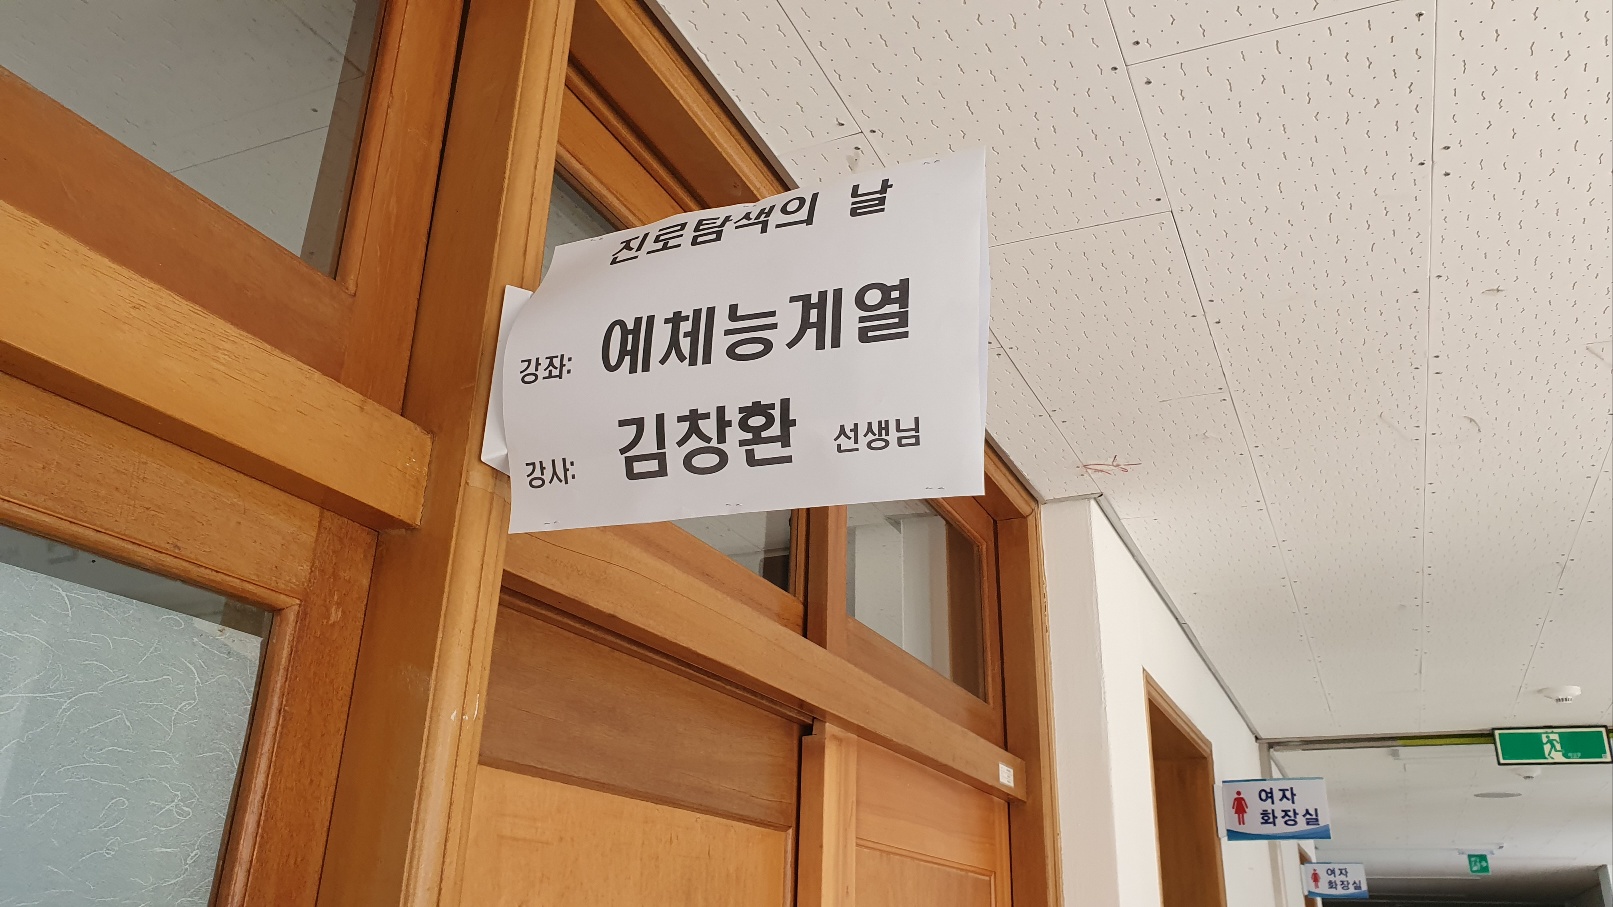 진로탐색의 날
강좌: 예체능계열
강사: 김창환 선생님
여자
화장실
여자
화장실